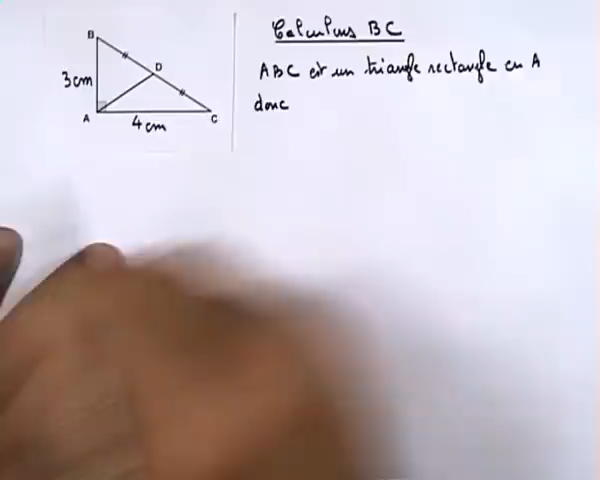 B
D
3cm
A
4cm
C
Calculons BC
ABC est un triangle rectangle en A
donc